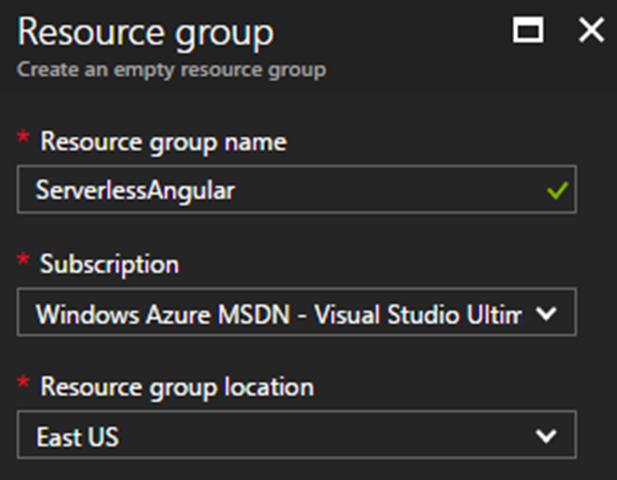 Resource group
Create an empty resource group
* Resource group name
ServerlessAngular
* Subscription
Windows Azure MSDN - Visual Studio Ultim
* Resource group location
East US